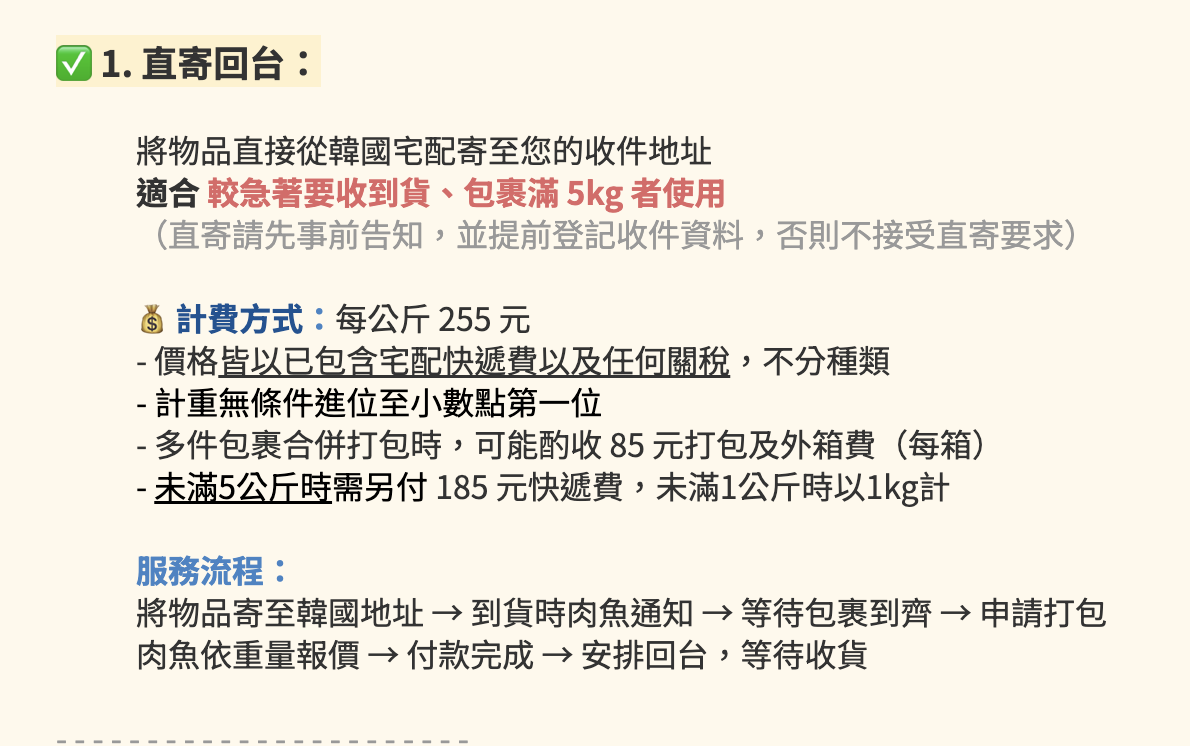 ✅ 1. 直寄回台：
將物品直接從韓國宅配寄至您的收件地址
適合 較急著要收到貨、包裹滿 5kg 者使用
（直寄請先事前告知，並提前登記收件資料，否則不接受直寄要求）
💰 計費方式：每公斤 255 元
- 價格皆以已包含宅配快遞費以及任何關稅，不分種類
- 計重無條件進位至小數點第一位
- 多件包裹合併打包時，可能酌收 85 元打包及外箱費（每箱）
- 未滿5公斤時需另付 185 元快遞費，未滿1公斤時以1kg計
服務流程：
將物品寄至韓國地址 → 到貨時肉魚通知 → 等待包裹到齊 → 申請打包
肉魚依重量報價 → 付款完成 → 安排回台，等待收貨
- - - - - - - - - - - - - - - - - - - - - - -